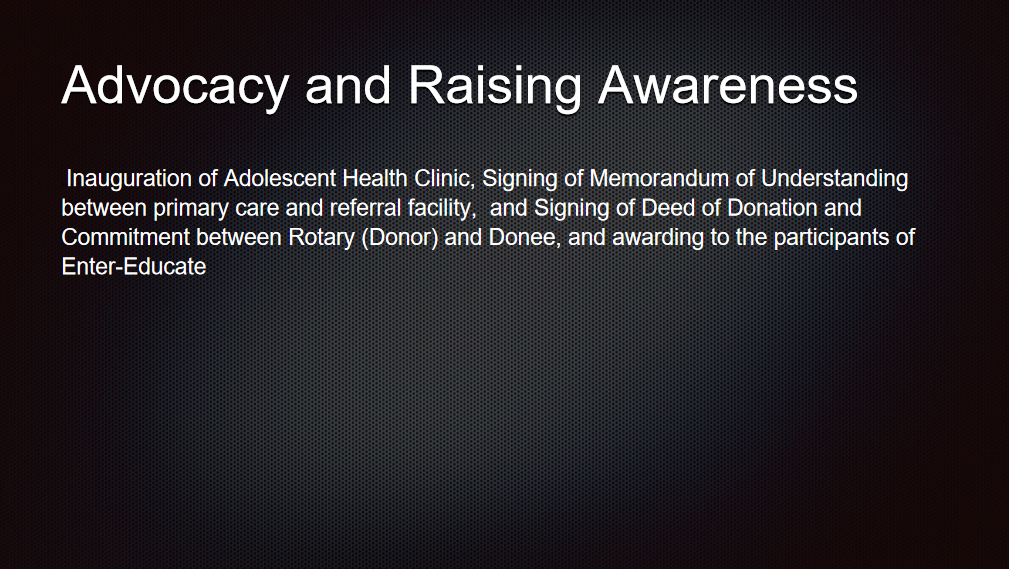 Advocacy and Raising Awareness
Inauguration of Adolescent Health Clinic, Signing of Memorandum of Understanding
between primary care and referral facility,  and Signing of Deed of Donation and
Commitment between Rotary (Donor) and Donee, and awarding to the participants of
Enter-Educate